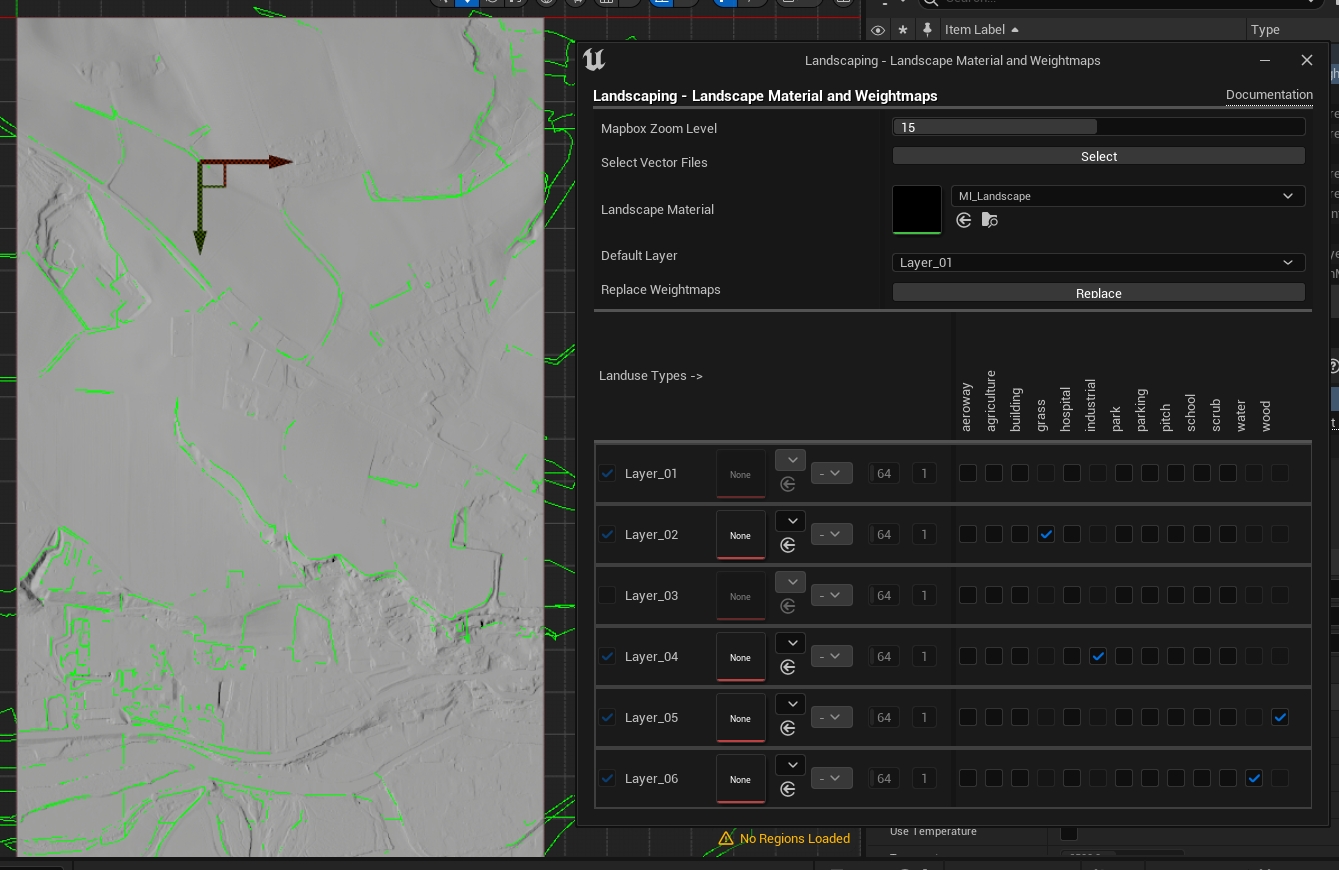 Search...
Item Label
Type
Landscaping - Landscape Material and Weightmaps
Landscaping - Landscape Material and Weightmaps
Documentation
Mapbox Zoom Level
15
Select Vector Files
Select
Landscape Material
MI_Landscape
Default Layer
Layer_01
Replace Weightmaps
Replace
Landuse Types ->
aeroway
agriculture
building
grass
hospital
industrial
park
parking
pitch
school
scrub
water
wood
Layer_01 None - 64 1
Layer_02 None - 64 1
Layer_03 None - 64 1
Layer_04 None - 64 1
Layer_05 None - 64 1
Layer_06 None - 64 1
No Regions Loaded
Use Temperature